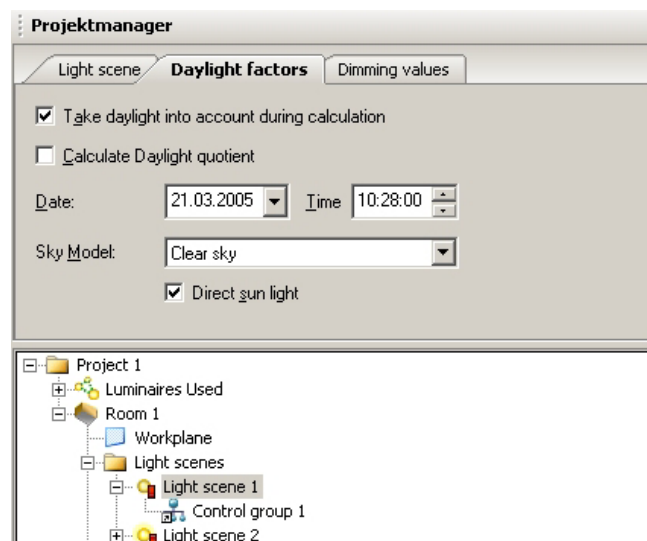 Projektmanager
Light scene Daylight factors Dimming values
Take daylight into account during calculation
Calculate Daylight quotient
Date: 21.03.2005 Time 10:28:00
Sky Model: Clear sky
Direct sun light
Project 1
Luminaires Used
Room 1
Workplane
Light scenes
Light scene 1
Control group 1
Light scene 2